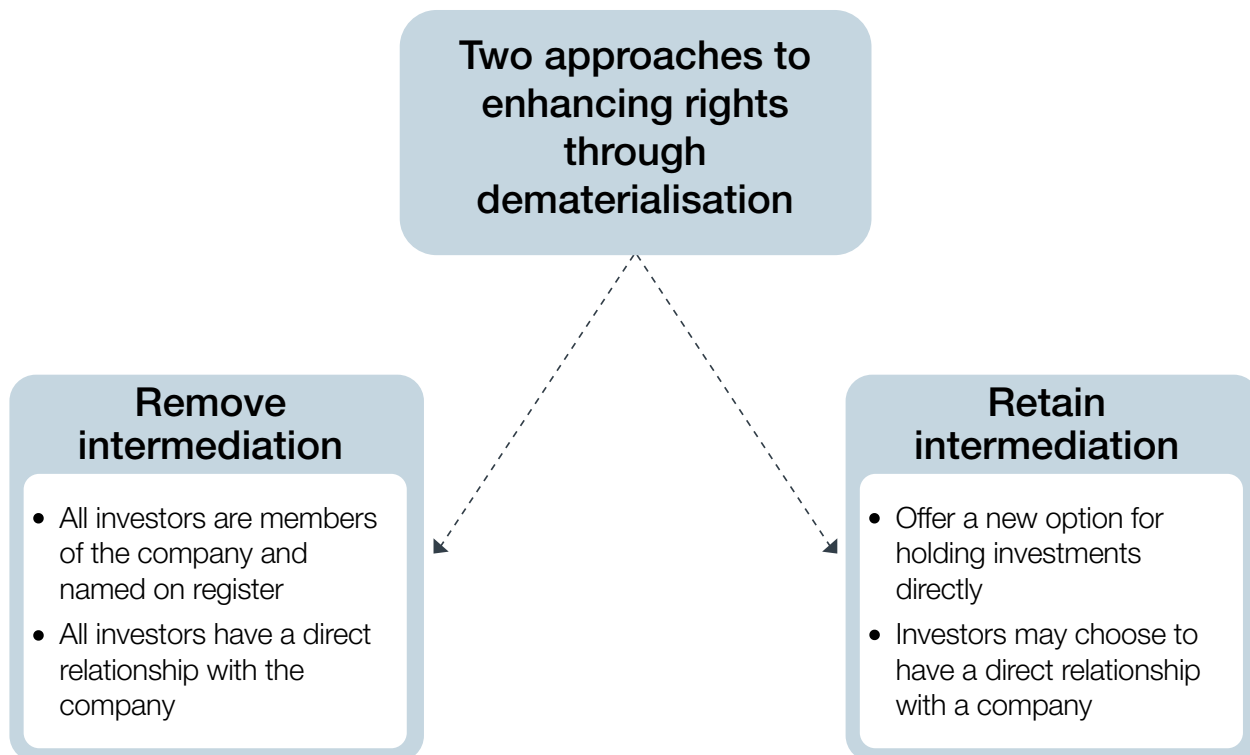 Two approaches to
enhancing rights
through
dematerialisation
Remove
intermediation
• All investors are members
of the company and
named on register
• All investors have a direct
relationship with the
company
Retain
intermediation
• Offer a new option for
holding investments
directly
• Investors may choose to
have a direct relationship
with a company